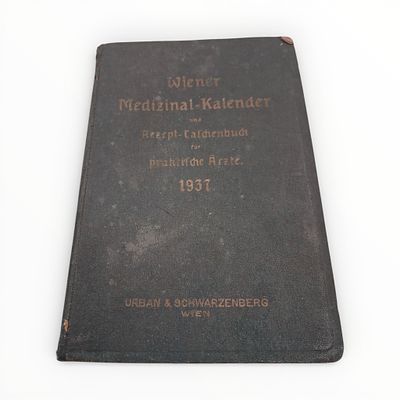 Wiener
Medizinal-Kalender
und
Rezept-Taschenbuch
für
praktische Ärzte.
1937.
URBAN & SCHWARZENBERG
WIEN